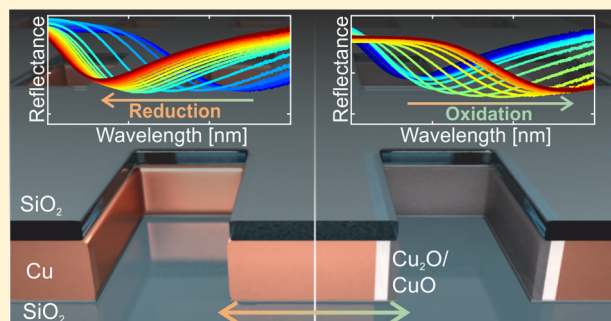 Reflectance
Reduction
Wavelength [nm]
Reflectance
Oxidation
Wavelength [nm]
SiO₂
Cu
SiO₂
Cu₂O/
CuO